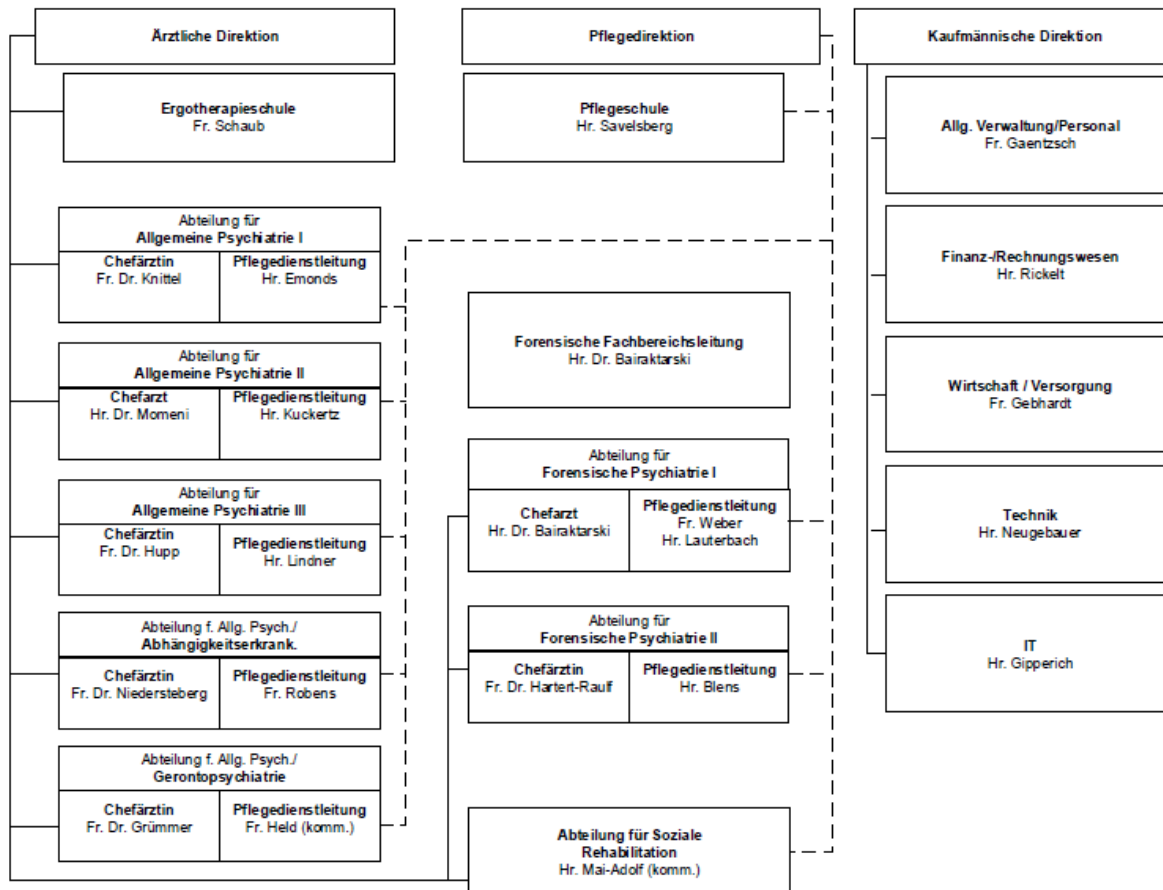 Ärztliche Direktion
Pflegedirektion
Kaufmännische Direktion
Ergotherapieschule
Fr. Schaub
Pflegeschule
Hr. Savelsberg
Allg. Verwaltung/Personal
Fr. Gaentzsch
Abteilung für
Allgemeine Psychiatrie I
Chefärztin
Fr. Dr. Knittel
Pflegedienstleitung
Hr. Emonds
Finanz-/Rechnungswesen
Hr. Rickelt
Forensische Fachbereichsleitung
Hr. Dr. Bairaktarski
Abteilung für
Allgemeine Psychiatrie II
Chefarzt
Hr. Dr. Momeni
Pflegedienstleitung
Hr. Kuckertz
Wirtschaft / Versorgung
Fr. Gebhardt
Abteilung für
Forensische Psychiatrie I
Chefarzt
Hr. Dr. Bairaktarski
Pflegedienstleitung
Fr. Weber
Hr. Lauterbach
Abteilung für
Allgemeine Psychiatrie III
Chefärztin
Fr. Dr. Hupp
Pflegedienstleitung
Hr. Lindner
Technik
Hr. Neugebauer
Abteilung f. Allg. Psych./
Abhängigkeitserkrank.
Chefärztin
Fr. Dr. Niedersteberg
Pflegedienstleitung
Fr. Robens
Abteilung für
Forensische Psychiatrie II
Chefärztin
Fr. Dr. Hartert-Raulf
Pflegedienstleitung
Hr. Blens
IT
Hr. Gipperich
Abteilung f. Allg. Psych./
Gerontopsychiatrie
Chefärztin
Fr. Dr. Grümmer
Pflegedienstleitung
Fr. Held (komm.)
Abteilung für Soziale
Rehabilitation
Hr. Mai-Adolf (komm.)